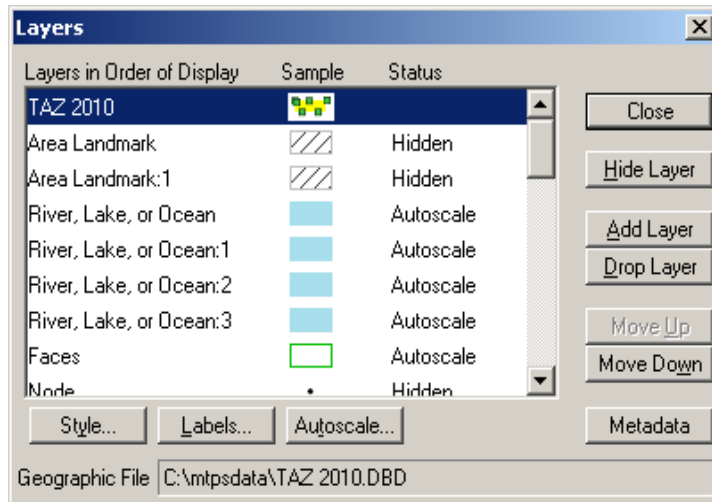 Layers
Layers in Order of Display Sample Status
TAZ 2010
Area Landmark Hidden
Area Landmark:1 Hidden
River, Lake, or Ocean Autoscale
River, Lake, or Ocean:1 Autoscale
River, Lake, or Ocean:2 Autoscale
River, Lake, or Ocean:3 Autoscale
Faces Autoscale
Node Hidden
Close
Hide Layer
Add Layer
Drop Layer
Move Up
Move Down
Style... Labels... Autoscale... Metadata
Geographic File C:\mtpsdata\TAZ 2010.DBD